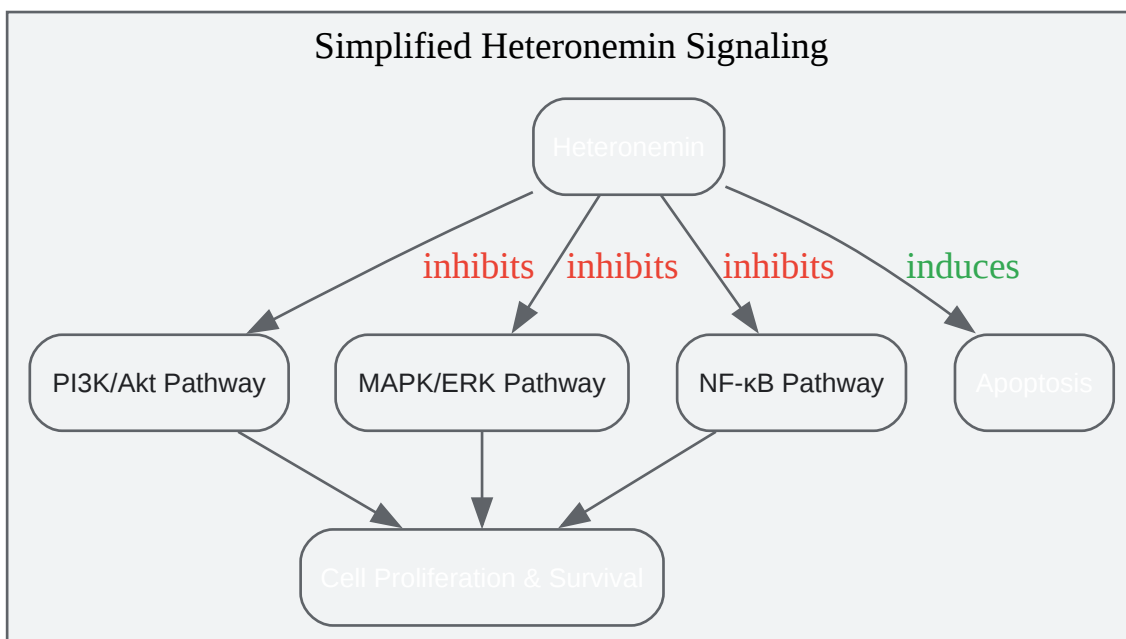 Simplified Heteronemin Signaling
Heteronemin
inhibits inhibits inhibits induces
PI3K/Akt Pathway MAPK/ERK Pathway NF-κB Pathway Apoptosis
Cell Proliferation & Survival